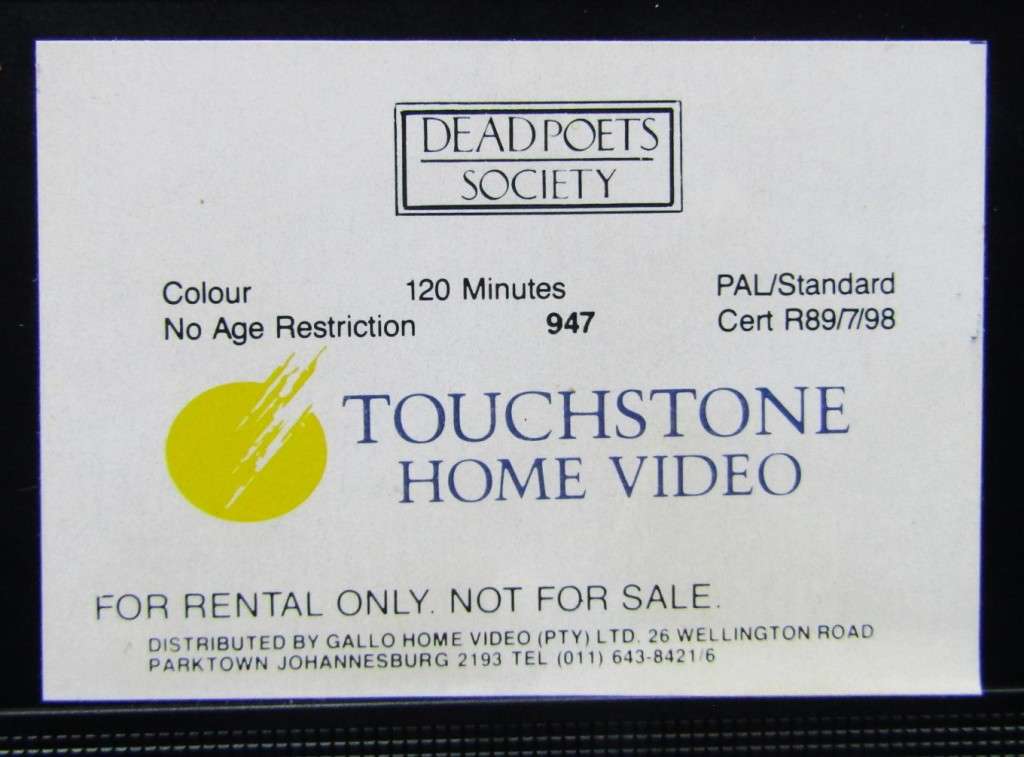 DEAD POETS
SOCIETY
Colour 120 Minutes PAL/Standard
No Age Restriction 947 Cert R89/7/98
TOUCHSTONE
HOME VIDEO
FOR RENTAL ONLY. NOT FOR SALE.
DISTRIBUTED BY GALLO HOME VIDEO (PTY) LTD. 26 WELLINGTON ROAD
PARKTOWN JOHANNESBURG 2193 TEL (011) 643-8421/6